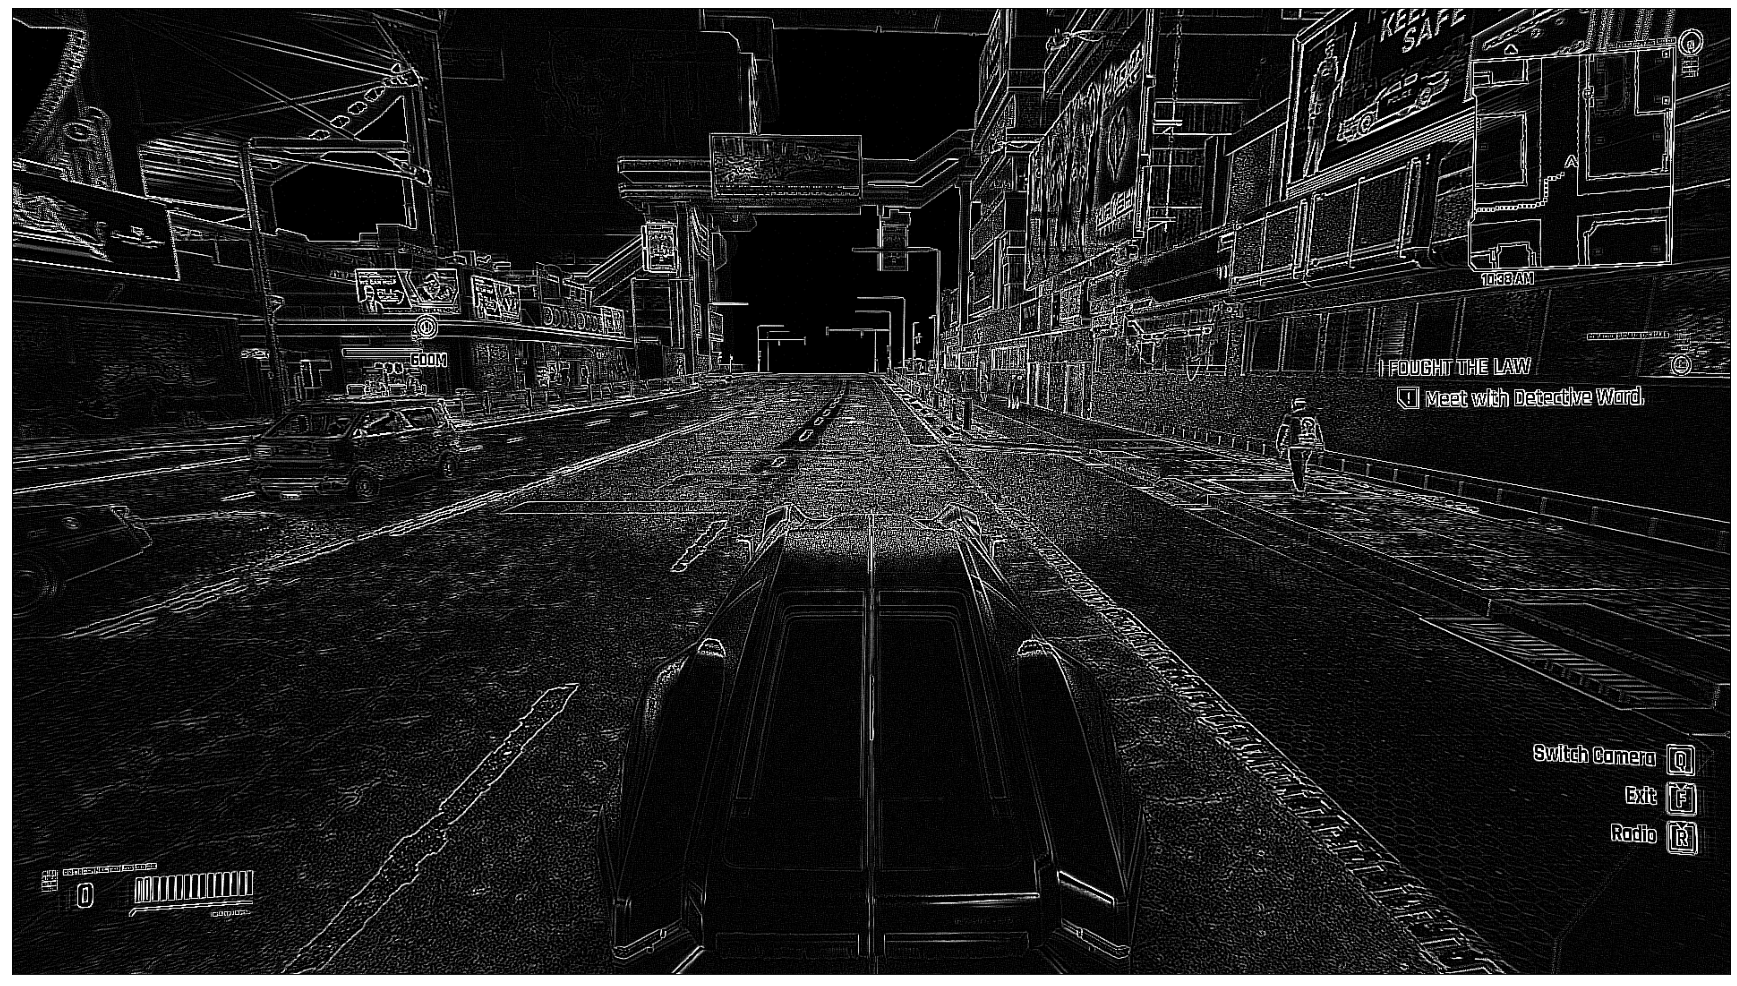 KEEP
SAFE
10:38 AM
600M
I FOUGHT THE LAW
! Meet with Detective Ward.
Switch Camera Q
Exit F
Radio R
0